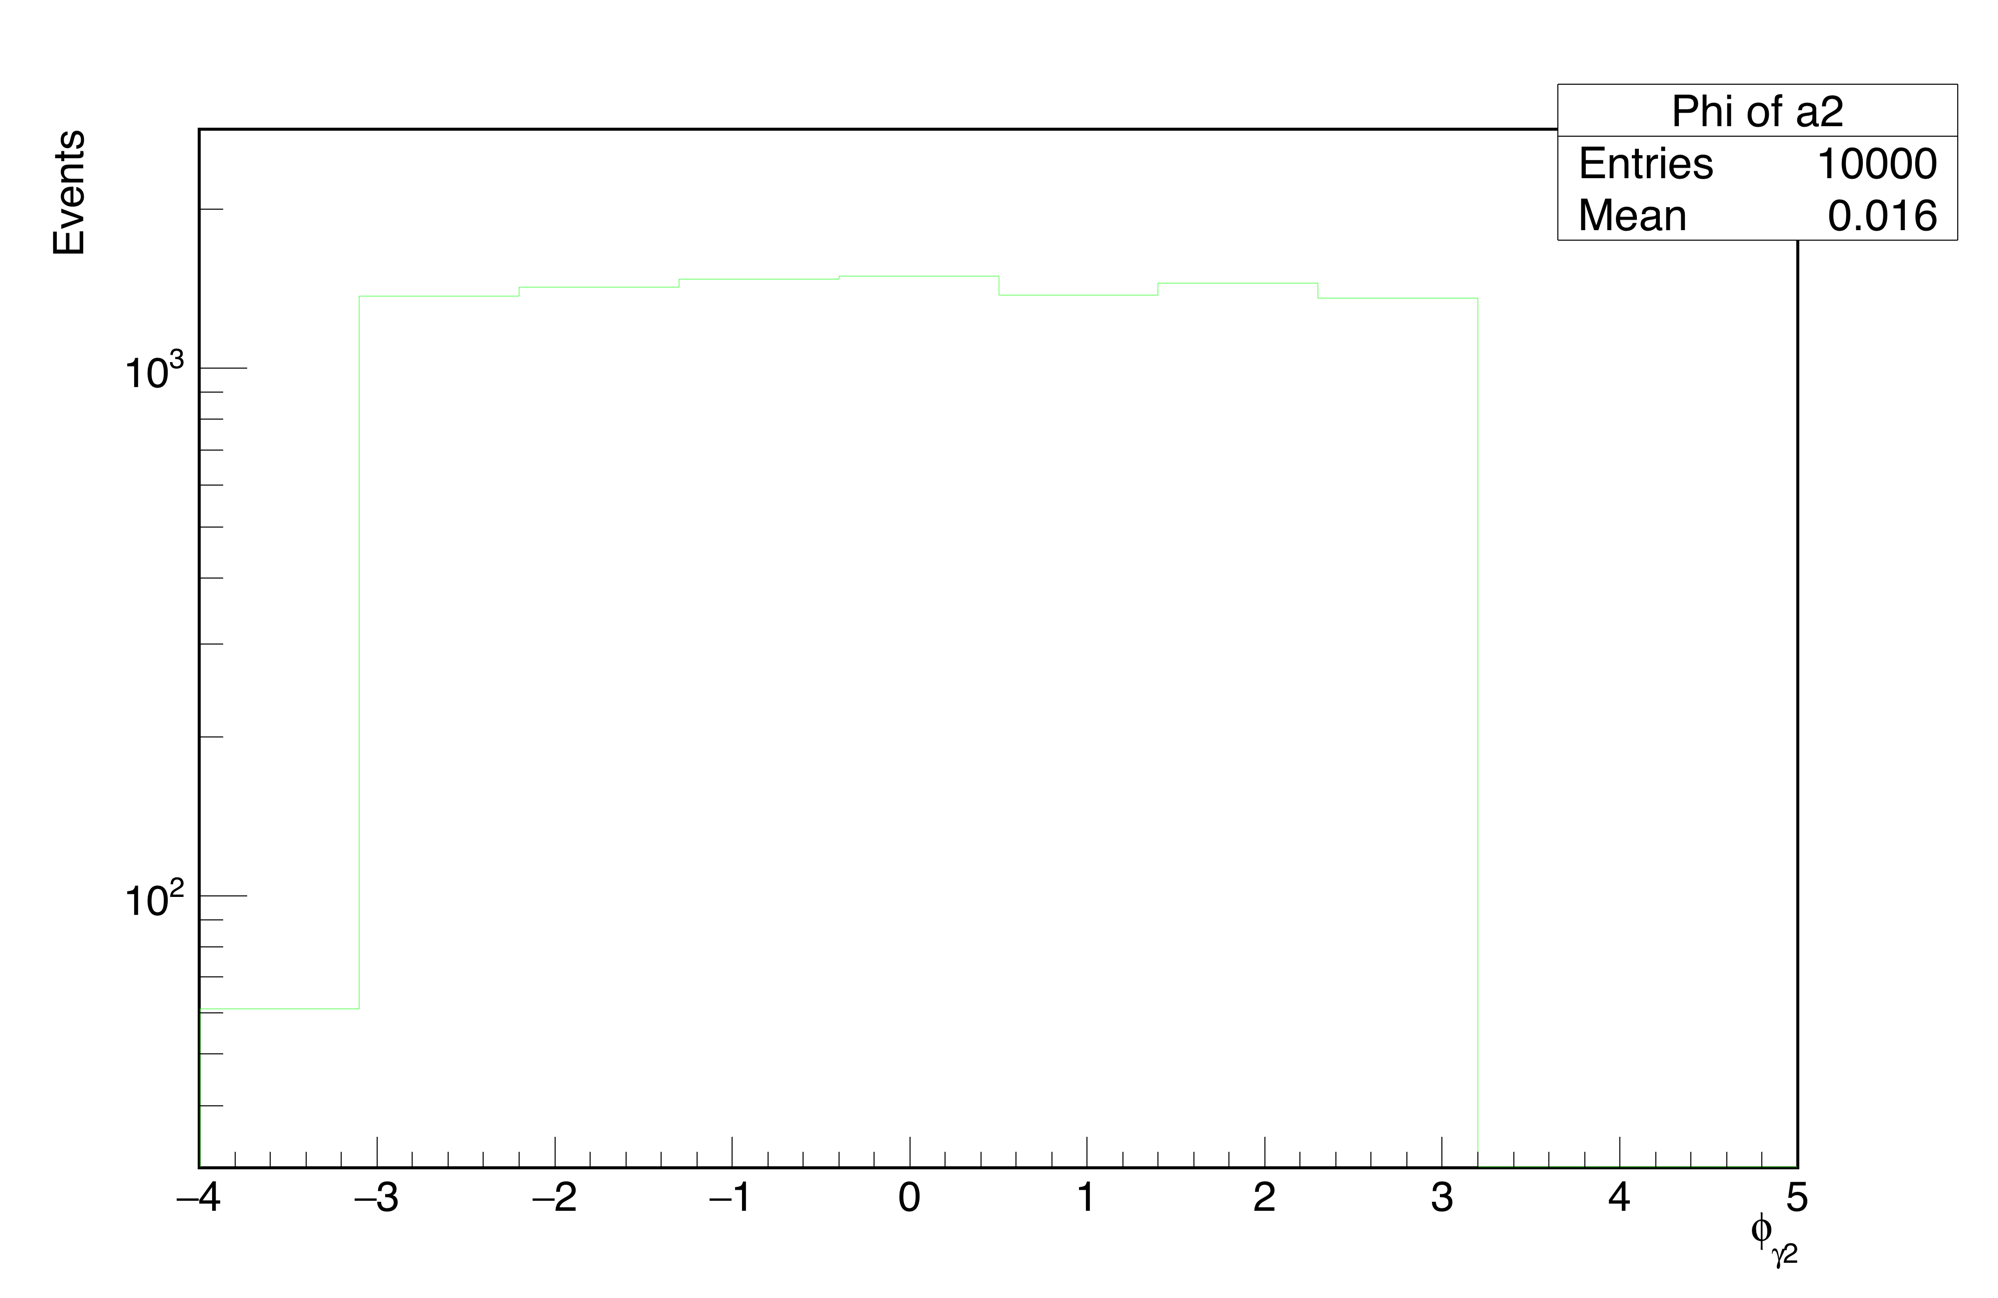 Phi of a2
Entries 10000
Mean 0.016
Events
10³
10²
−4 −3 −2 −1 0 1 2 3 4 5
ϕγ2